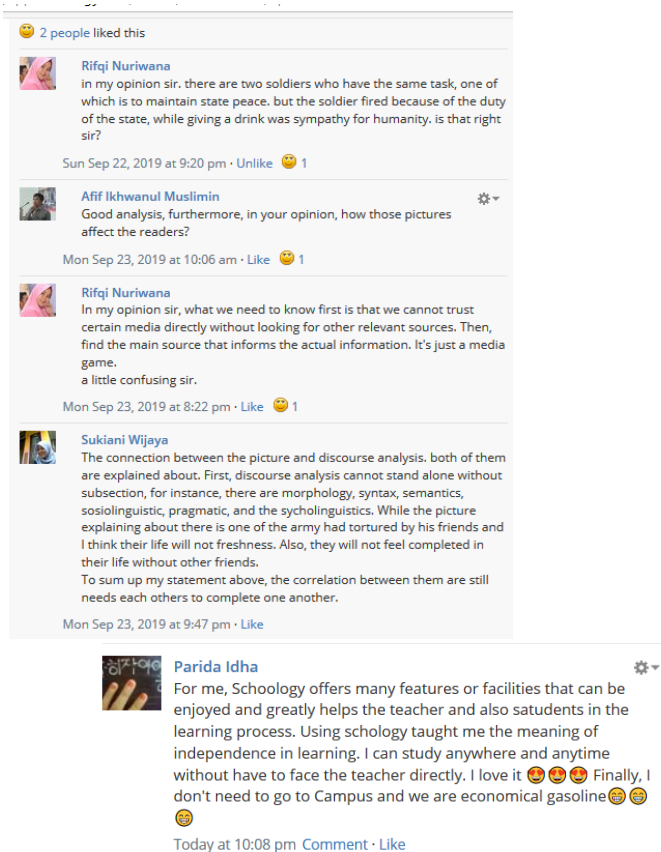 2 people liked this
Rifqi Nuriwana
in my opinion sir. there are two soldiers who have the same task, one of
which is to maintain state peace. but the soldier fired because of the duty
of the state, while giving a drink was sympathy for humanity. is that right
sir?
Sun Sep 22, 2019 at 9:20 pm · Unlike 1
Afif Ikhwanul Muslimin
Good analysis, furthermore, in your opinion, how those pictures
affect the readers?
Mon Sep 23, 2019 at 10:06 am · Like 1
Rifqi Nuriwana
In my opinion sir, what we need to know first is that we cannot trust
certain media directly without looking for other relevant sources. Then,
find the main source that informs the actual information. It's just a media
game.
a little confusing sir.
Mon Sep 23, 2019 at 8:22 pm · Like 1
Sukiani Wijaya
The connection between the picture and discourse analysis. both of them
are explained about. First, discourse analysis cannot stand alone without
subsection, for instance, there are morphology, syntax, semantics,
sosiolinguistic, pragmatic, and the sycholinguistics. While the picture
explaining about there is one of the army had tortured by his friends and
I think their life will not freshness. Also, they will not feel completed in
their life without other friends.
To sum up my statement above, the correlation between them are still
needs each others to complete one another.
Mon Sep 23, 2019 at 9:47 pm · Like
Parida Idha
For me, Schoology offers many features or facilities that can be
enjoyed and greatly helps the teacher and also satudents in the
learning process. Using schology taught me the meaning of
independence in learning. I can study anywhere and anytime
without have to face the teacher directly. I love it 😍😍😍 Finally, I
don't need to go to Campus and we are economical gasoline😁😁
😁
Today at 10:08 pm Comment · Like